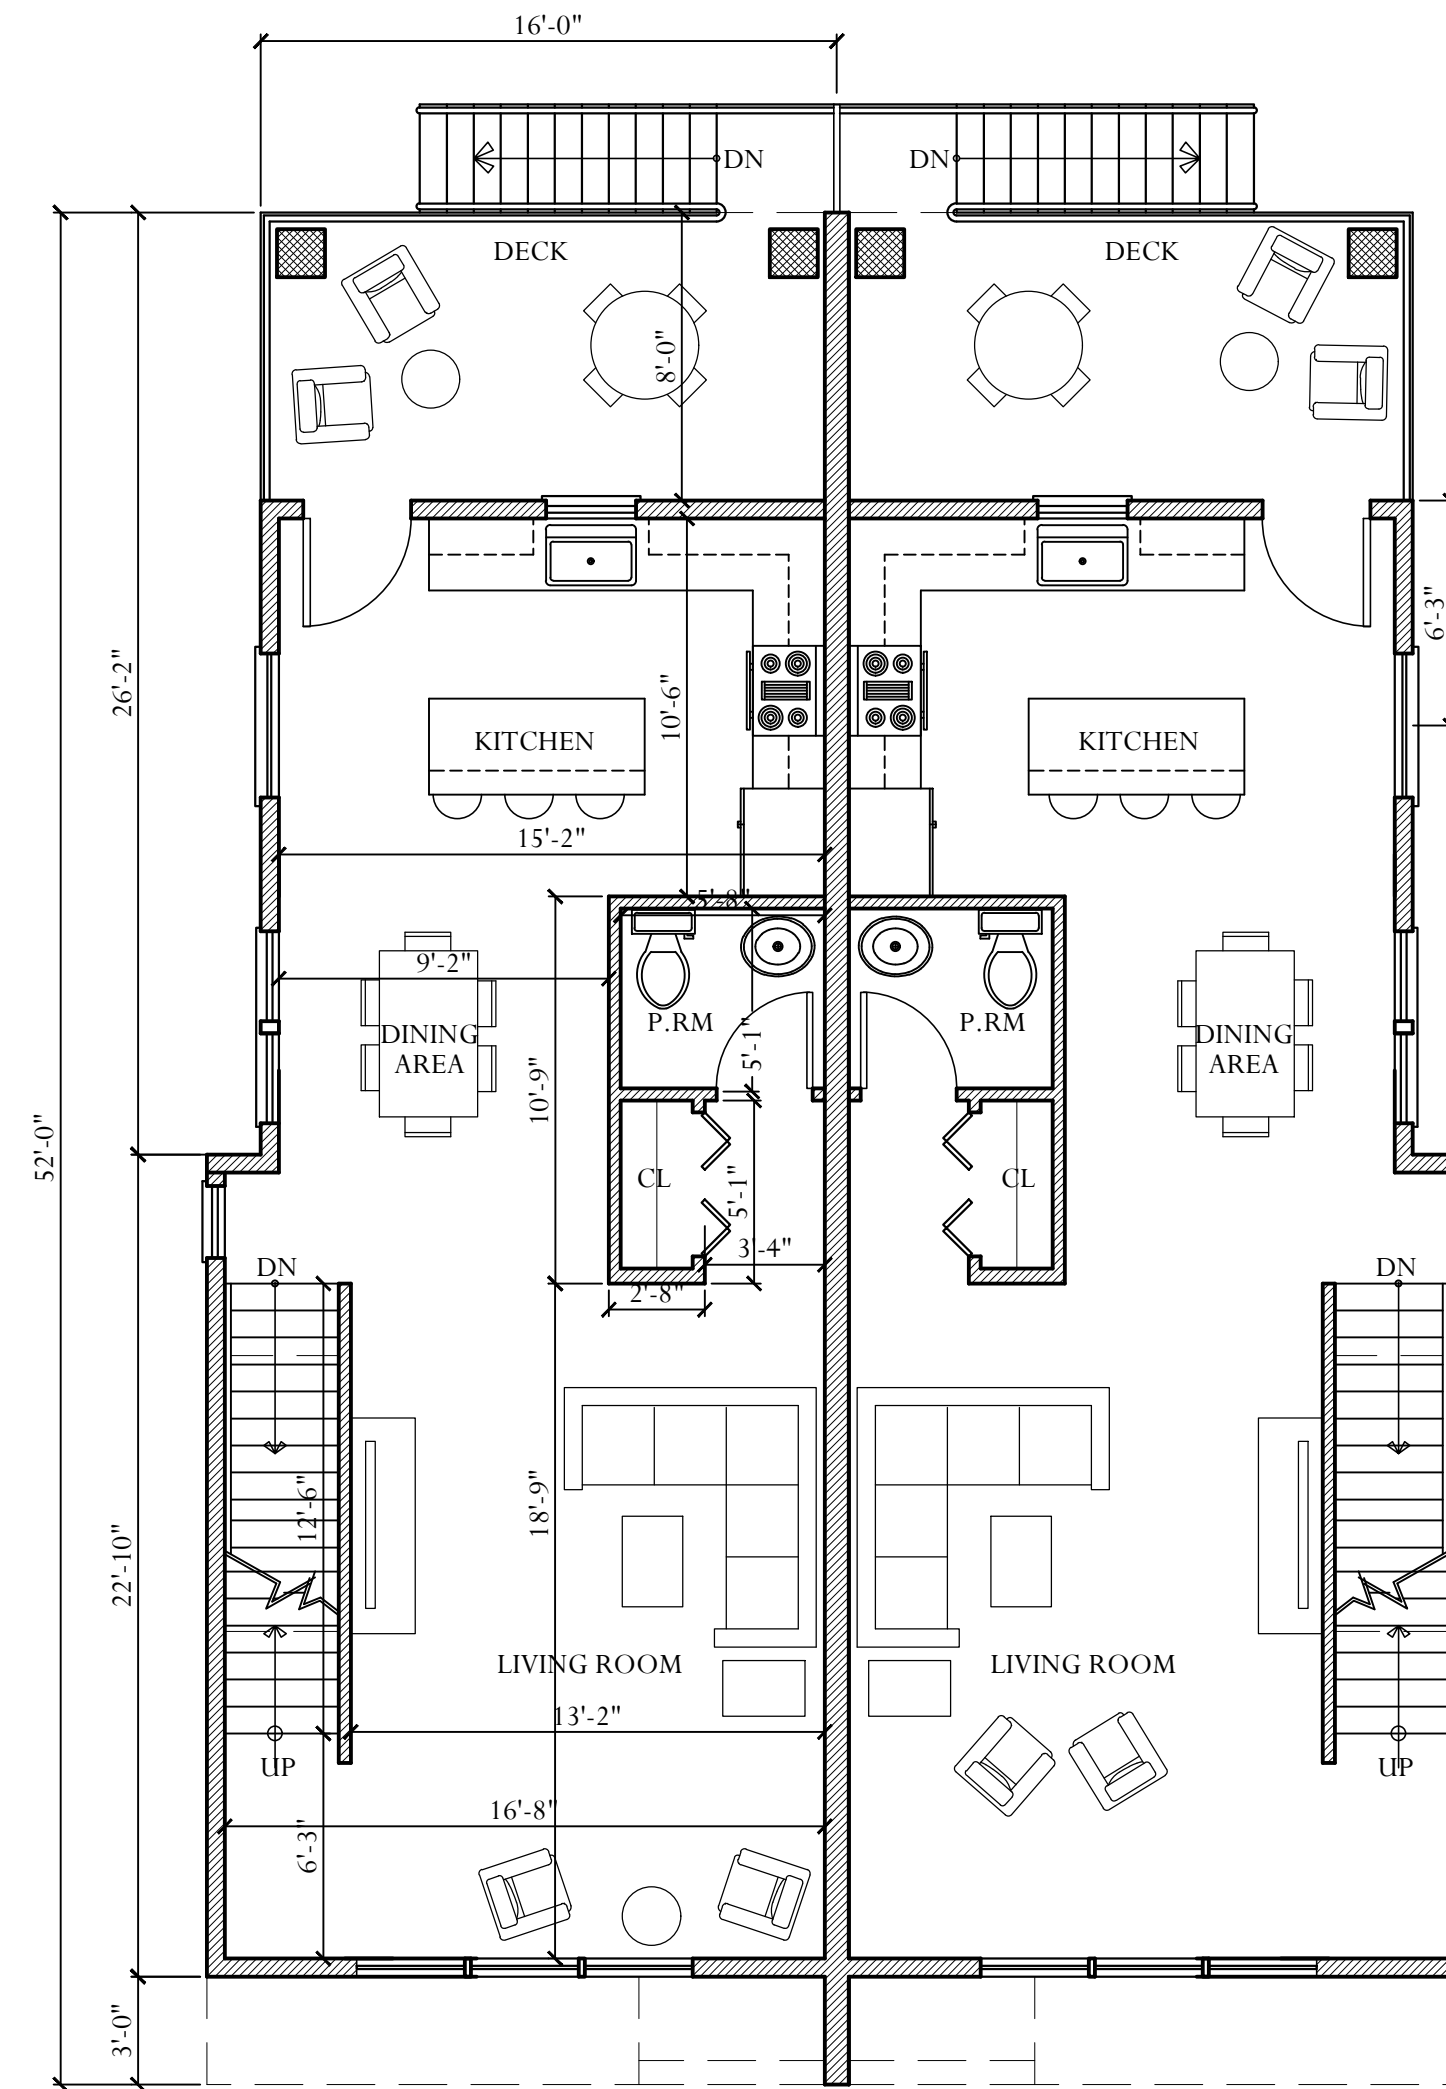 16'-0"
DN
DN
DECK
DECK
8'-0"
6'-3"
26'-2"
10'-6"
KITCHEN
KITCHEN
15'-2"
5'-8"
9'-2"
P.RM
P.RM
DINING
AREA
DINING
AREA
5'-1"
10'-9"
52'-0"
CL
CL
5'-1"
3'-4"
DN
DN
2'-8"
12'-6"
18'-9"
22'-10"
LIVING ROOM
LIVING ROOM
13'-2"
UP
UP
16'-8"
6'-3"
3'-0"